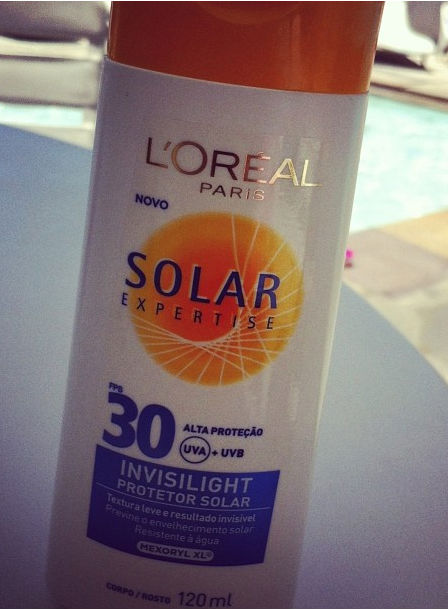 L'ORÉAL
PARIS
NOVO
SOLAR
EXPERTISE
FPS
30
ALTA PROTEÇÃO
UVA + UVB
INVISILIGHT
PROTETOR SOLAR
Textura leve e resultado invisível
Previne o envelhecimento solar
Resistente à água
MEXORYL XL®
CORPO / ROSTO 120 ml